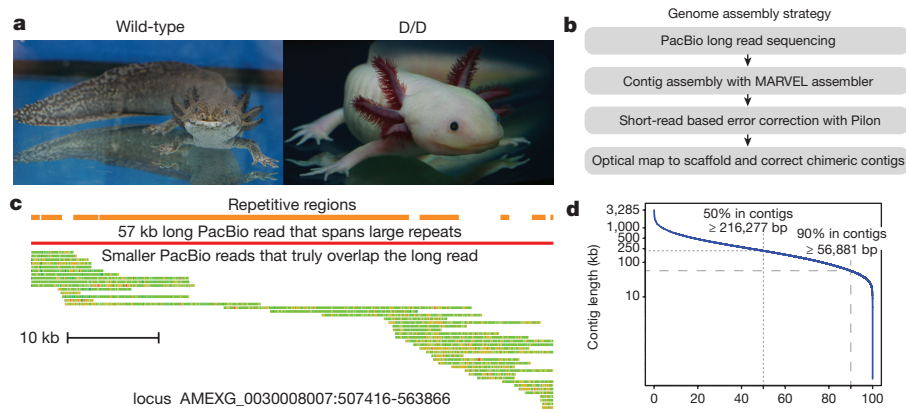 a
Wild-type
D/D
b
Genome assembly strategy
PacBio long read sequencing
Contig assembly with MARVEL assembler
Short-read based error correction with Pilon
Optical map to scaffold and correct chimeric contigs
c
Repetitive regions
57 kb long PacBio read that spans large repeats
Smaller PacBio reads that truly overlap the long read
10 kb
locus AMEXG_0030008007:507416-563866
d
Contig length (kb)
3,285
1,000
500
250
100
10
50% in contigs
≥ 216,277 bp
90% in contigs
≥ 56,881 bp
0 20 40 60 80 100